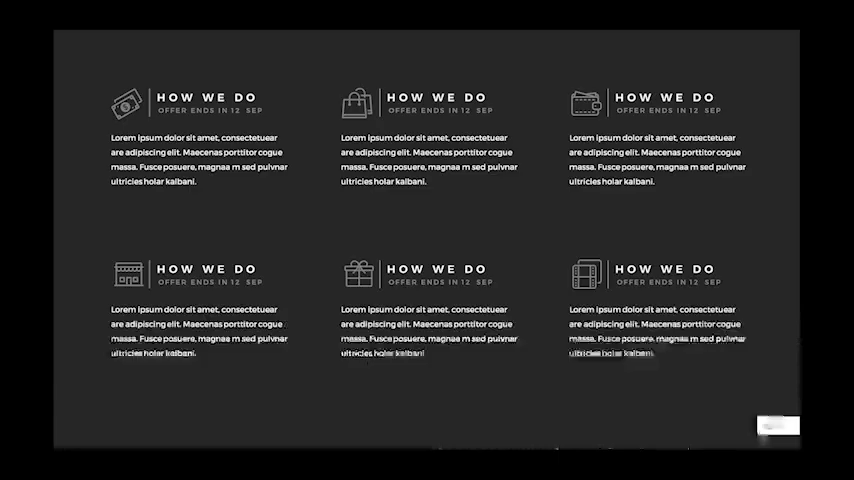 HOW WE DO
OFFER ENDS IN 12 SEP
Lorem ipsum dolor sit amet, consectetuear
are adipiscing elit. Maecenas porttitor cogue
massa. Fusce posuere, magnaa m sed pulvnar
ultricies holar kalbani.
HOW WE DO
OFFER ENDS IN 12 SEP
Lorem ipsum dolor sit amet, consectetuear
are adipiscing elit. Maecenas porttitor cogue
massa. Fusce posuere, magnaa m sed pulvnar
ultricies holar kalbani.
HOW WE DO
OFFER ENDS IN 12 SEP
Lorem ipsum dolor sit amet, consectetuear
are adipiscing elit. Maecenas porttitor cogue
massa. Fusce posuere, magnaa m sed pulvnar
ultricies holar kalbani.
HOW WE DO
OFFER ENDS IN 12 SEP
Lorem ipsum dolor sit amet, consectetuear
are adipiscing elit. Maecenas porttitor cogue
massa. Fusce posuere, magnaa m sed pulvnar
ultricies holar kalbani.
HOW WE DO
OFFER ENDS IN 12 SEP
Lorem ipsum dolor sit amet, consectetuear
are adipiscing elit. Maecenas porttitor cogue
massa. Fusce posuere, magnaa m sed pulvnar
ultricies holar kalbani
HOW WE DO
OFFER ENDS IN 12 SEP
Lorem ipsum dolor sit amet, consectetuear
are adipiscing elit. Maecenas porttitor cogue
massa. Fusce posuere, magnaa m sed pulvnar
ultricies holar kalbani.